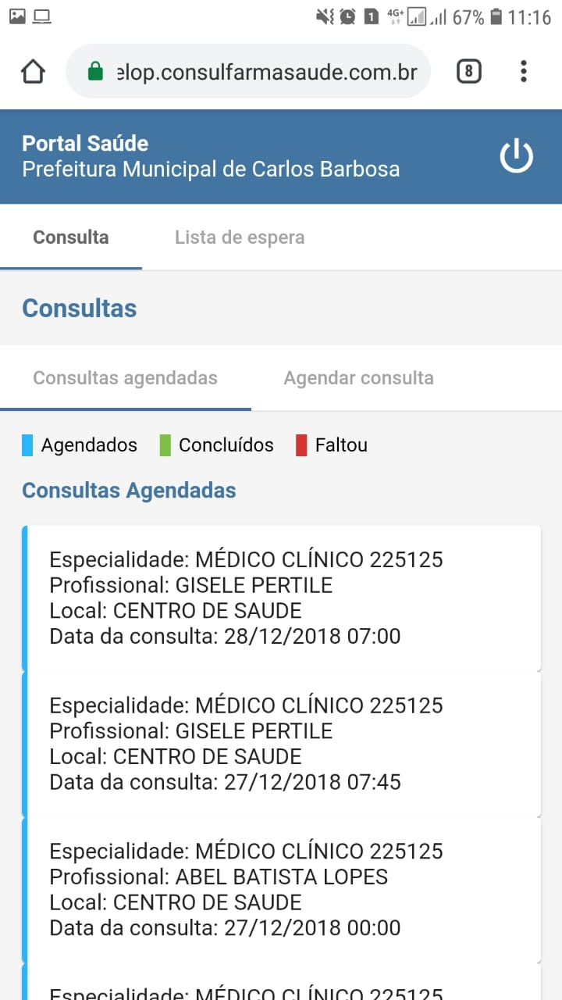 4G+ 67% 11:16
elop.consulfarmasaude.com.br 8
Portal Saúde
Prefeitura Municipal de Carlos Barbosa
Consulta Lista de espera
Consultas
Consultas agendadas Agendar consulta
Agendados Concluídos Faltou
Consultas Agendadas
Especialidade: MÉDICO CLÍNICO 225125
Profissional: GISELE PERTILE
Local: CENTRO DE SAUDE
Data da consulta: 28/12/2018 07:00
Especialidade: MÉDICO CLÍNICO 225125
Profissional: GISELE PERTILE
Local: CENTRO DE SAUDE
Data da consulta: 27/12/2018 07:45
Especialidade: MÉDICO CLÍNICO 225125
Profissional: ABEL BATISTA LOPES
Local: CENTRO DE SAUDE
Data da consulta: 27/12/2018 00:00
Especialidade: MÉDICO CLÍNICO 225125